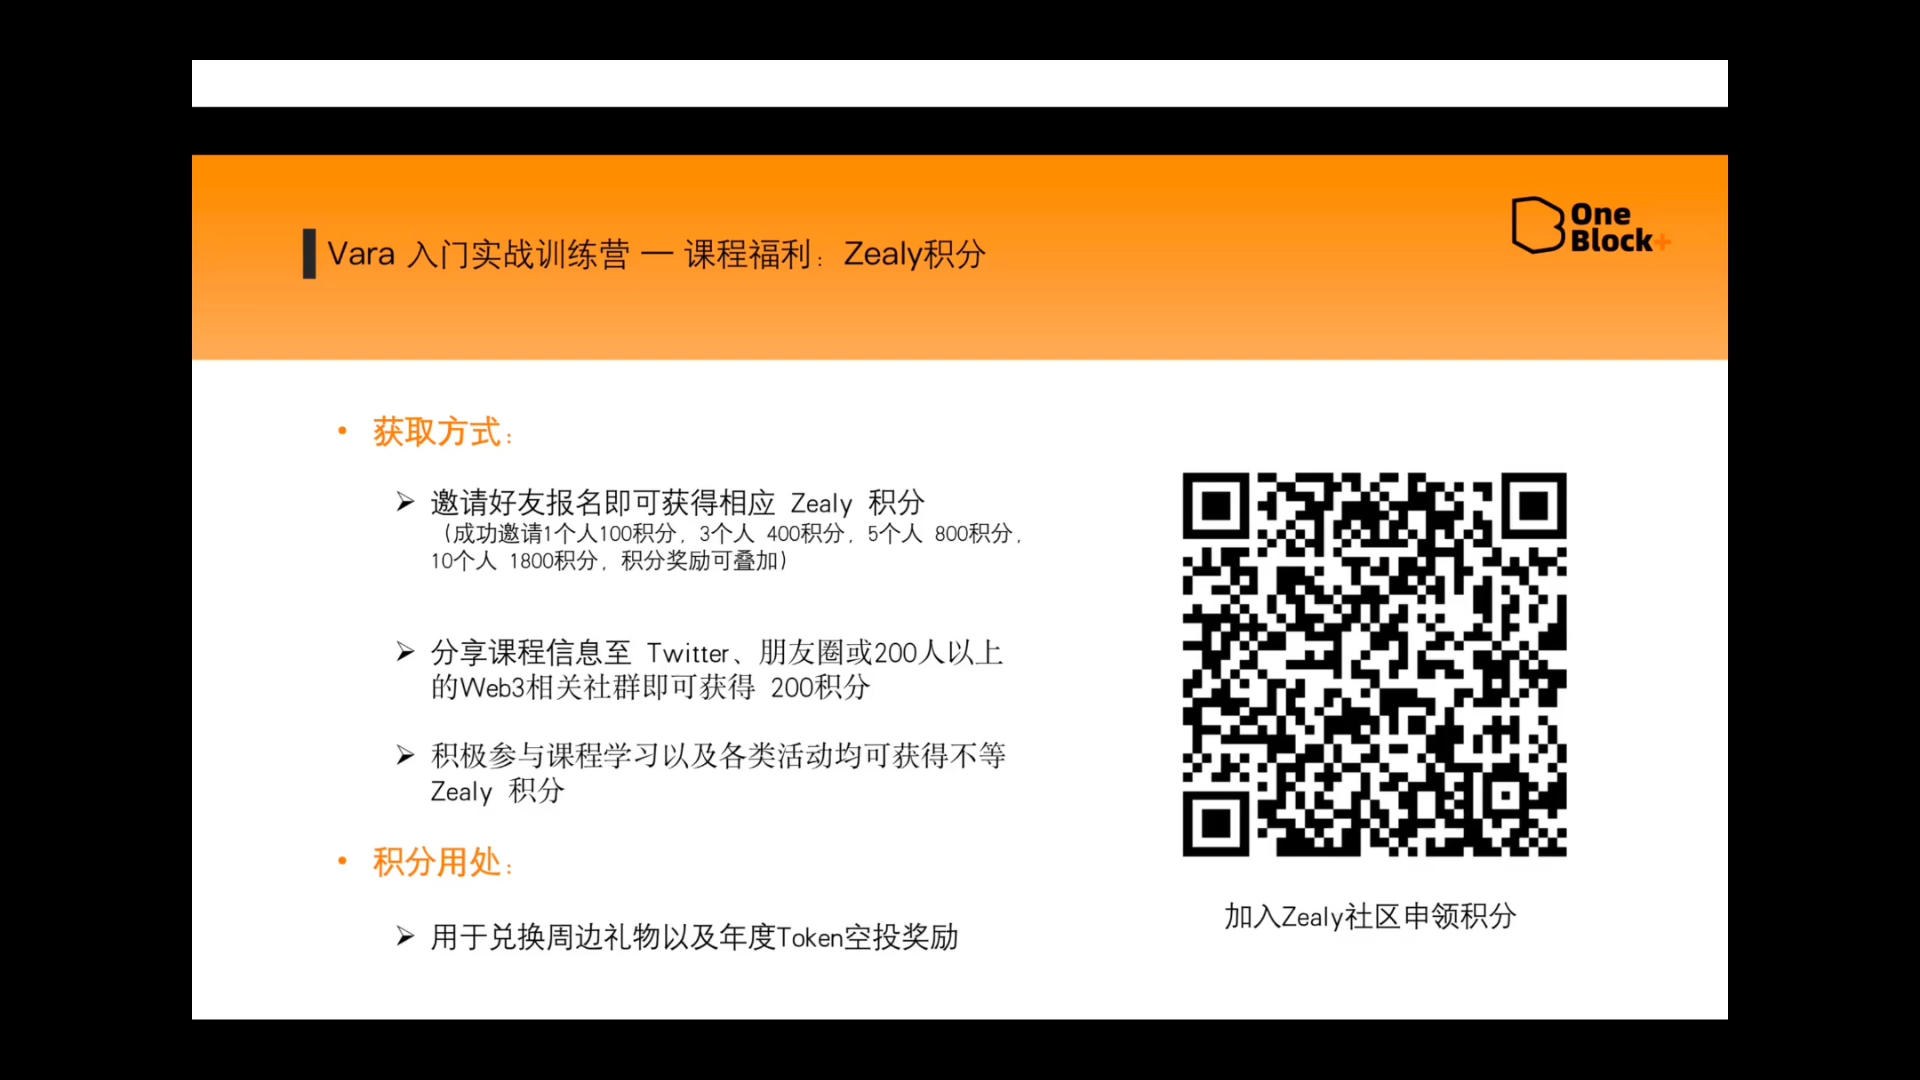 Vara 入门实战训练营 — 课程福利：Zealy积分
One
Block+
• 获取方式：
➢ 邀请好友报名即可获得相应 Zealy 积分
（成功邀请1个人100积分，3个人 400积分，5个人 800积分，
10个人 1800积分，积分奖励可叠加）
➢ 分享课程信息至 Twitter、朋友圈或200人以上
的Web3相关社群即可获得 200积分
➢ 积极参与课程学习以及各类活动均可获得不等
Zealy 积分
• 积分用处：
➢ 用于兑换周边礼物以及年度Token空投奖励
加入Zealy社区申领积分